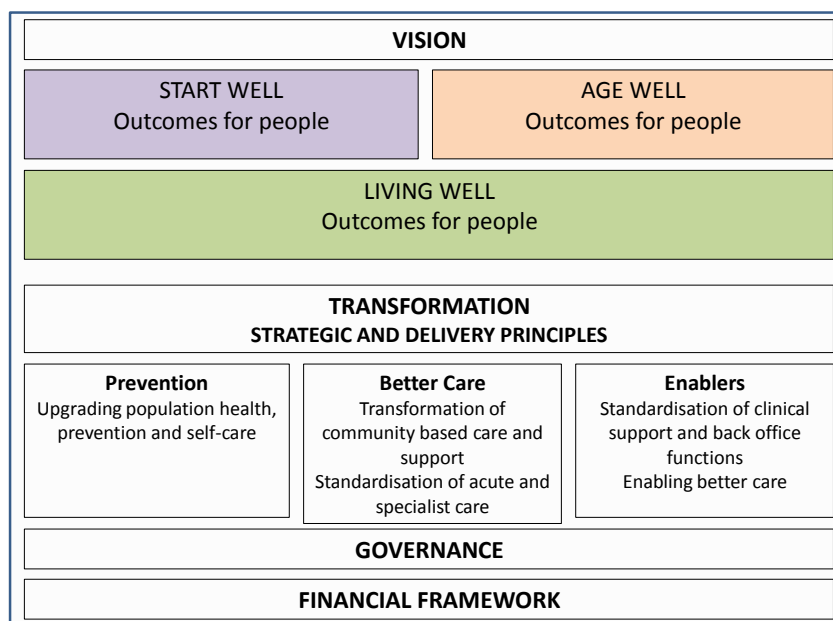 VISION
START WELL
Outcomes for people
AGE WELL
Outcomes for people
LIVING WELL
Outcomes for people
TRANSFORMATION
STRATEGIC AND DELIVERY PRINCIPLES
Prevention
Upgrading population health,
prevention and self-care
Better Care
Transformation of
community based care and
support
Standardisation of acute and
specialist care
Enablers
Standardisation of clinical
support and back office
functions
Enabling better care
GOVERNANCE
FINANCIAL FRAMEWORK